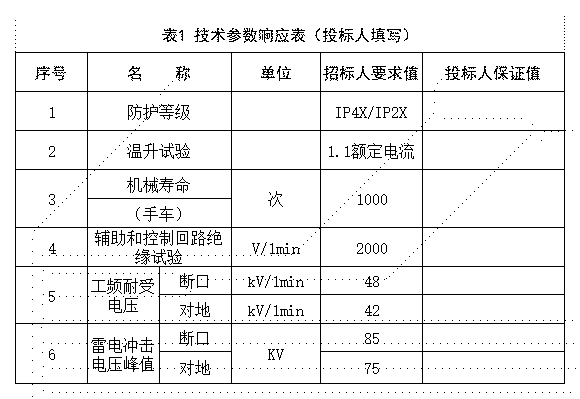 表1 技术参数响应表（投标人填写）
序号 名 称 单位 招标人要求值 投标人保证值
1 防护等级 IP4X/IP2X
2 温升试验 1.1额定电流
3 机械寿命 次 1000
（手车）
4 辅助和控制回路绝 V/1min 2000
缘试验
5 工频耐受 断口 kV/1min 48
电压 对地 kV/1min 42
6 雷电冲击 断口 KV 85
电压峰值 对地 75